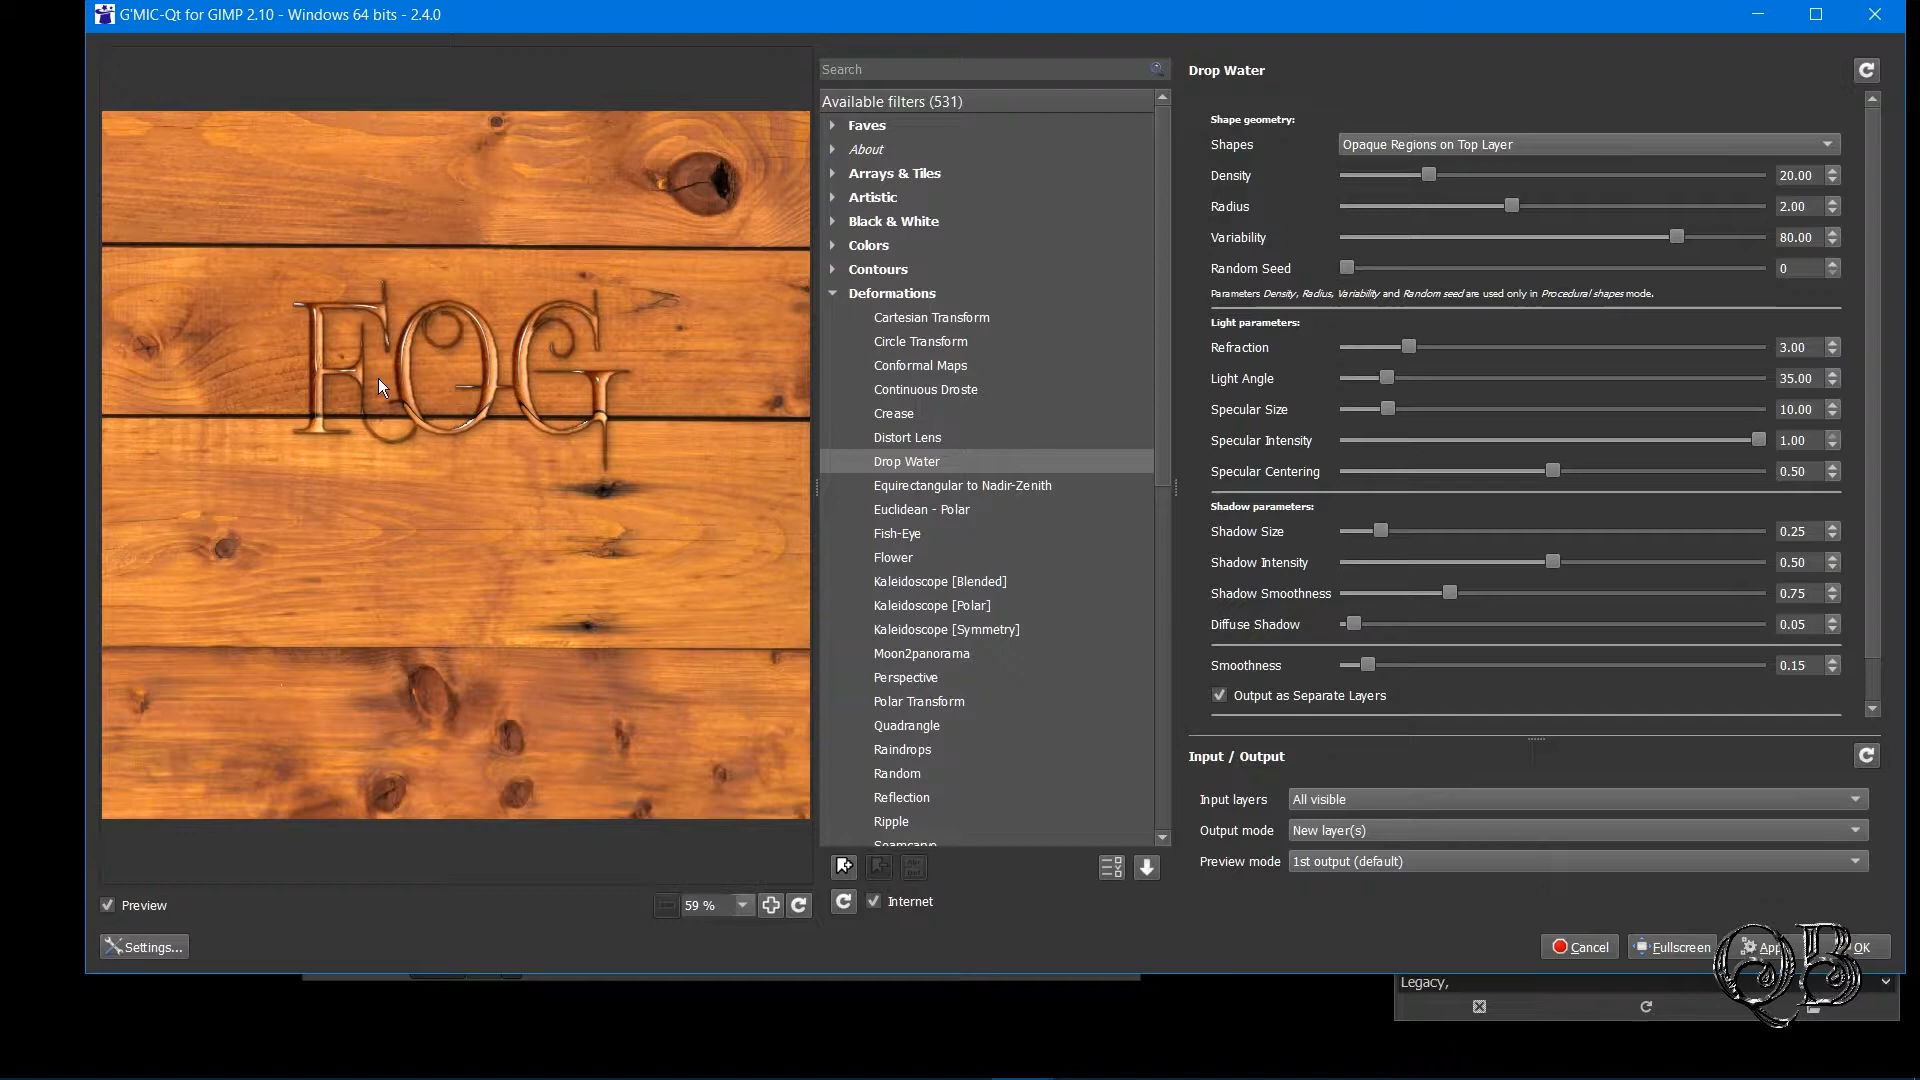 G'MIC-Qt for GIMP 2.10 - Windows 64 bits - 2.4.0
FOG
Preview
59 %
Settings...
Search
Available filters (531)
Faves
About
Arrays & Tiles
Artistic
Black & White
Colors
Contours
Deformations
Cartesian Transform
Circle Transform
Conformal Maps
Continuous Droste
Crease
Distort Lens
Drop Water
Equirectangular to Nadir-Zenith
Euclidean - Polar
Fish-Eye
Flower
Kaleidoscope [Blended]
Kaleidoscope [Polar]
Kaleidoscope [Symmetry]
Moon2panorama
Perspective
Polar Transform
Quadrangle
Raindrops
Random
Reflection
Ripple
Internet
Drop Water
Shape geometry:
Shapes Opaque Regions on Top Layer
Density 20.00
Radius 2.00
Variability 80.00
Random Seed 0
Parameters Density, Radius, Variability and Random seed are used only in Procedural shapes mode.
Light parameters:
Refraction 3.00
Light Angle 35.00
Specular Size 10.00
Specular Intensity 1.00
Specular Centering 0.50
Shadow parameters:
Shadow Size 0.25
Shadow Intensity 0.50
Shadow Smoothness 0.75
Diffuse Shadow 0.05
Smoothness 0.15
Output as Separate Layers
Input / Output
Input layers All visible
Output mode New layer(s)
Preview mode 1st output (default)
Cancel Fullscreen App OK
Legacy,
QB